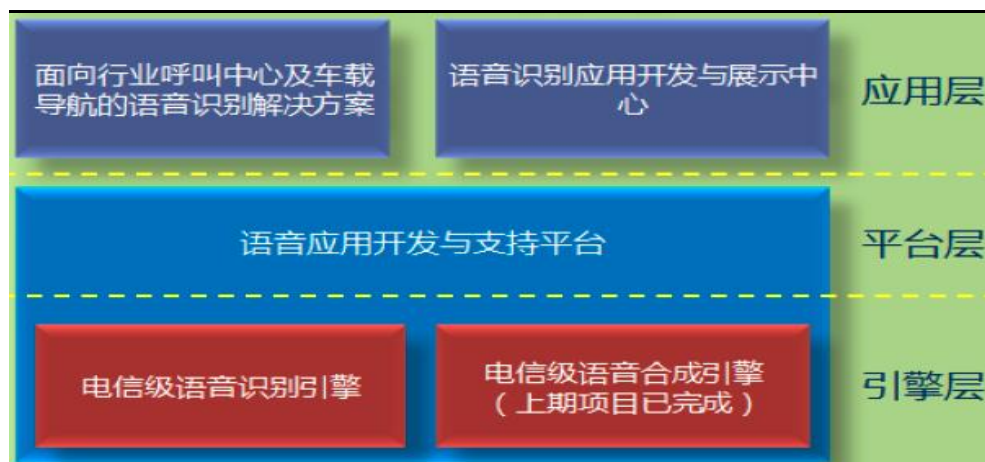 面向行业呼叫中心及车载
导航的语音识别解决方案
语音识别应用开发与展示中
心
应用层
语音应用开发与支持平台
平台层
电信级语音识别引擎
电信级语音合成引擎
（上期项目已完成）
引擎层